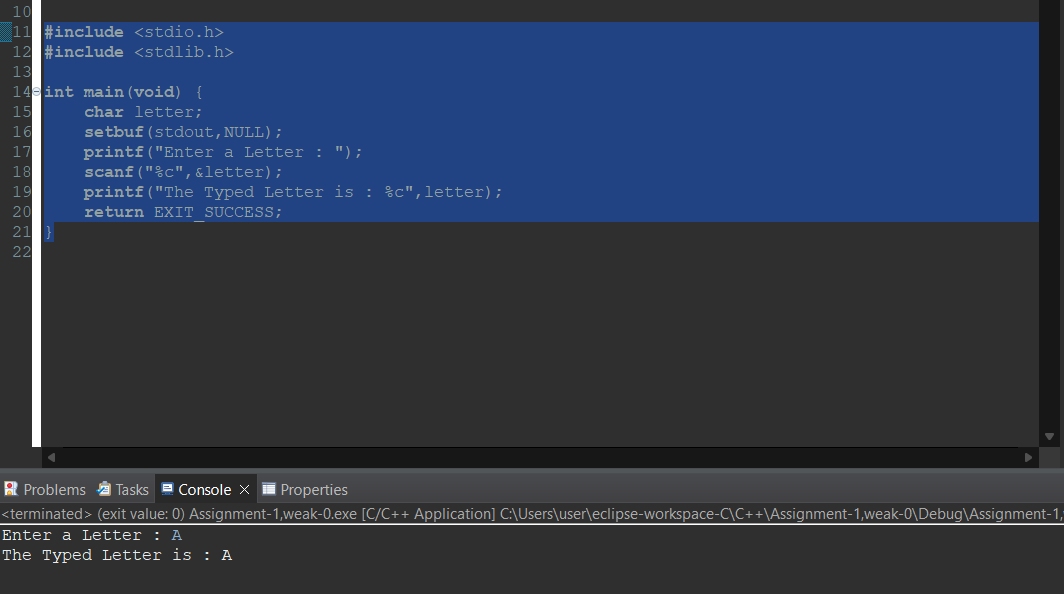 10
11 #include <stdio.h>
12 #include <stdlib.h>
13
14 int main(void) {
15     char letter;
16     setbuf(stdout,NULL);
17     printf("Enter a Letter : ");
18     scanf("%c",&letter);
19     printf("The Typed Letter is : %c",letter);
20     return EXIT_SUCCESS;
21 }
22
Problems Tasks Console Properties
<terminated> (exit value: 0) Assignment-1,weak-0.exe [C/C++ Application] C:\Users\user\eclipse-workspace-C\C++\Assignment-1,weak-0\Debug\Assignment-1,
Enter a Letter : A
The Typed Letter is : A